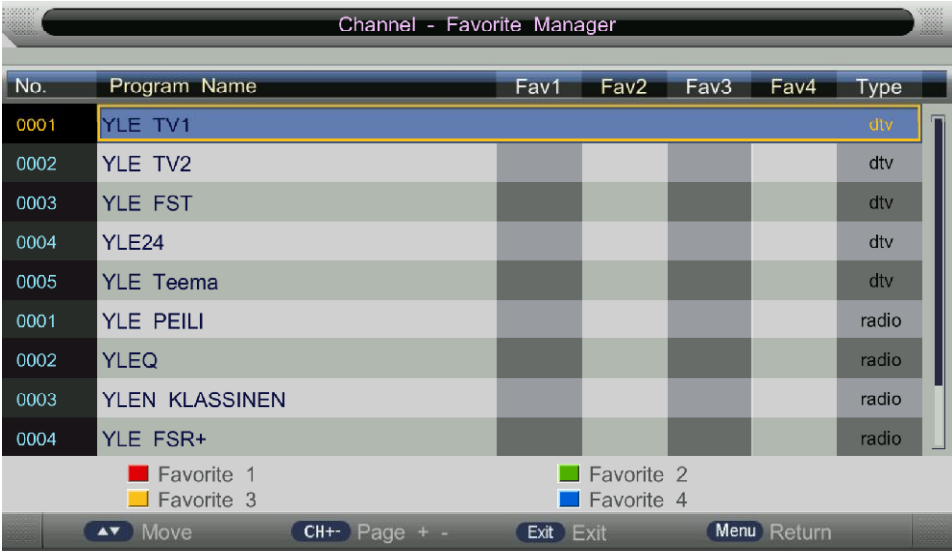 Channel - Favorite Manager
No. Program Name Fav1 Fav2 Fav3 Fav4 Type
0001 YLE TV1 dtv
0002 YLE TV2 dtv
0003 YLE FST dtv
0004 YLE24 dtv
0005 YLE Teema dtv
0001 YLE PEILI radio
0002 YLEQ radio
0003 YLEN KLASSINEN radio
0004 YLE FSR+ radio
Favorite 1 Favorite 2
Favorite 3 Favorite 4
▲▼ Move CH+- Page + - Exit Exit Menu Return